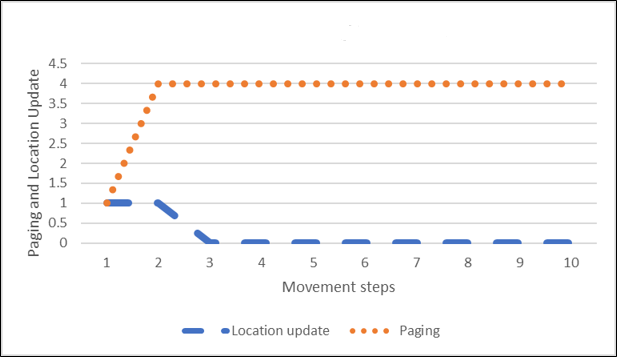 4.5
4
3.5
3
2.5
2
1.5
1
0.5
0
Paging and Location Update
1 2 3 4 5 6 7 8 9 10
Movement steps
Location update Paging